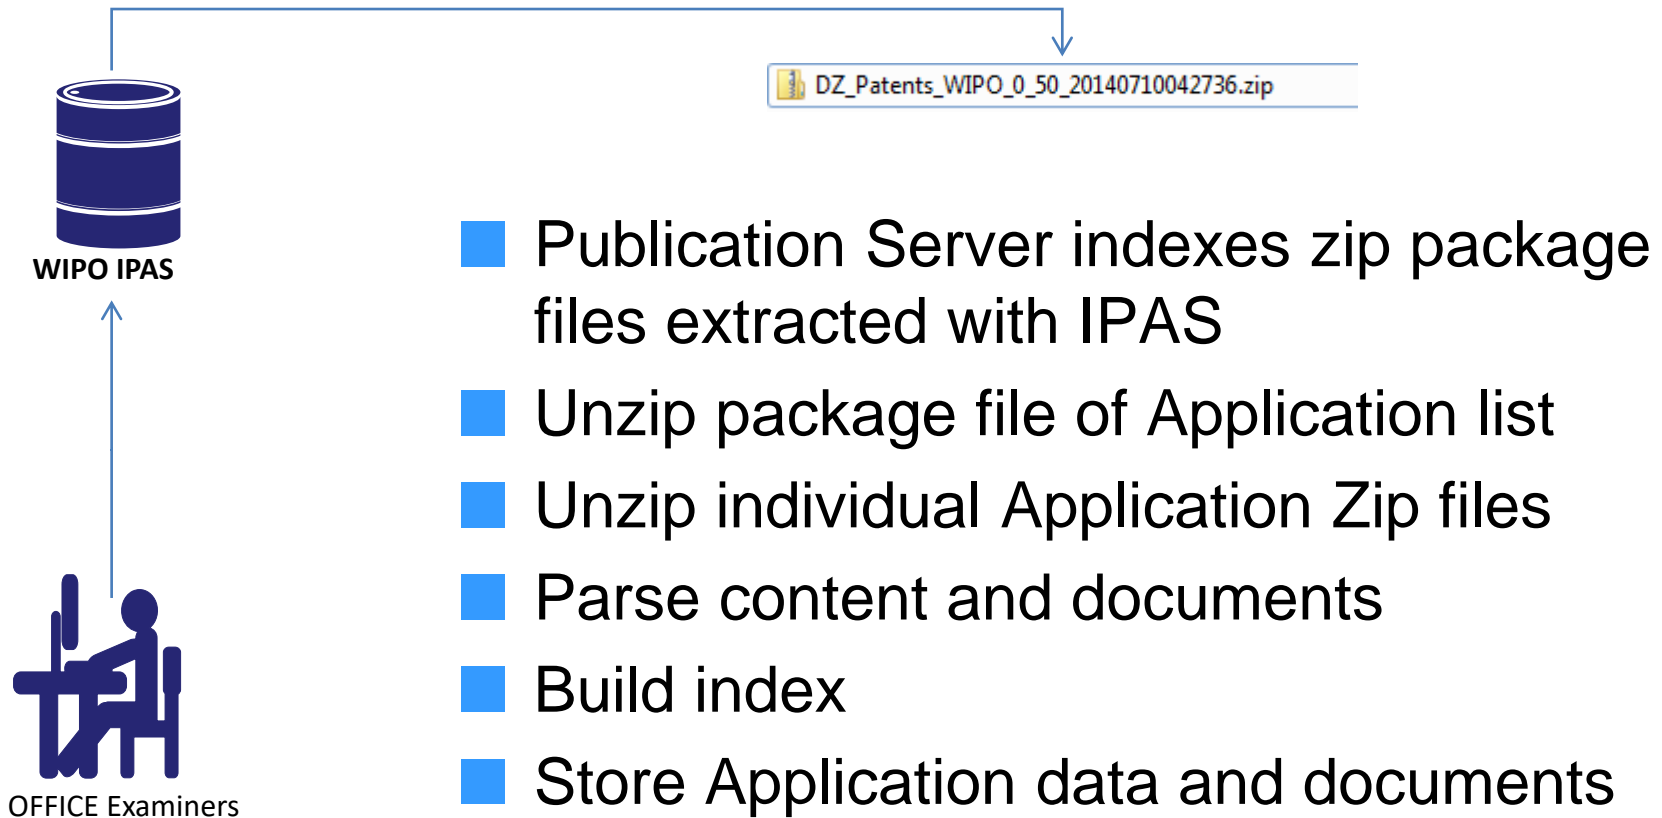 DZ_Patents_WIPO_0_50_20140710042736.zip
WIPO IPAS
OFFICE Examiners
Publication Server indexes zip package
files extracted with IPAS
Unzip package file of Application list
Unzip individual Application Zip files
Parse content and documents
Build index
Store Application data and documents